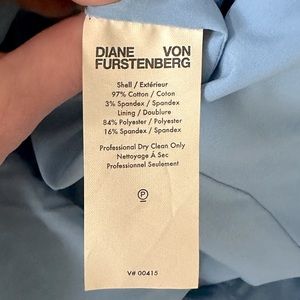 DIANE VON
FURSTENBERG
Shell / Extérieur
97% Cotton / Coton
3% Spandex / Spandex
Lining / Doublure
84% Polyester / Polyester
16% Spandex / Spandex
Professional Dry Clean Only
Nettoyage À Sec
Professionel Seulement
P
V# 00415